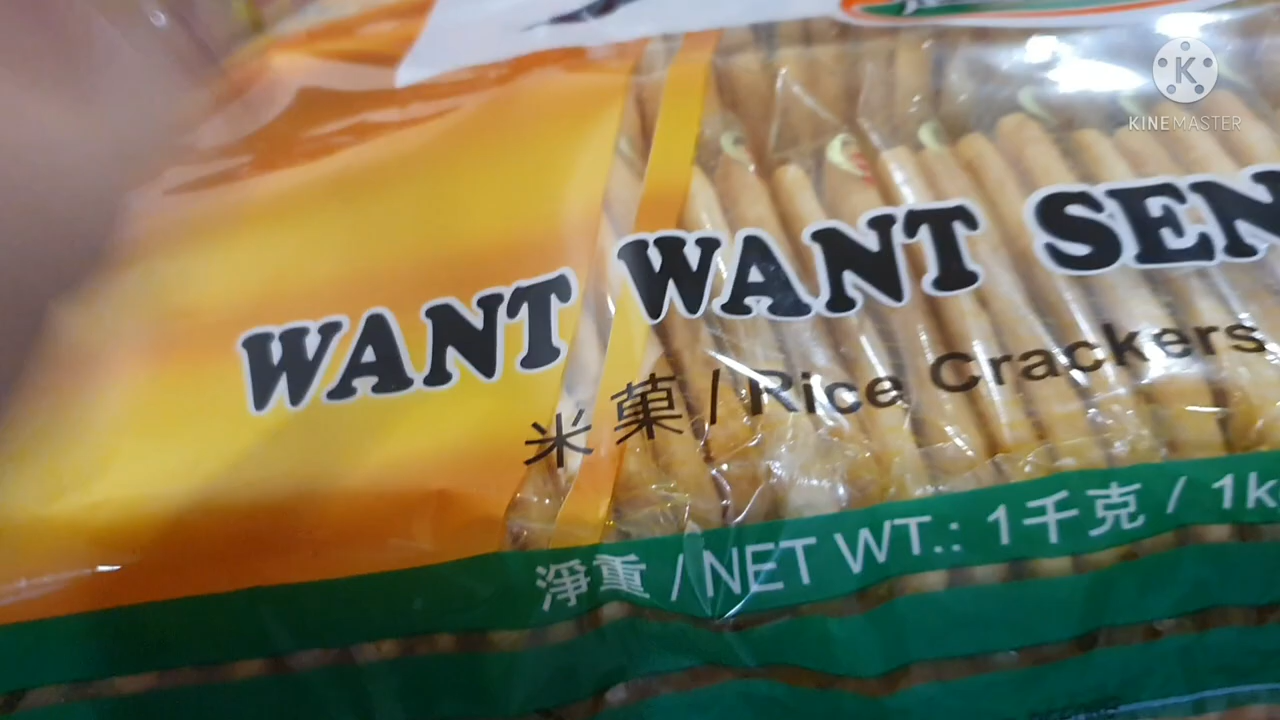 KINEMASTER
WANT WANT SEN
米菓 / Rice Crackers
淨重 / NET WT.: 1千克 / 1k